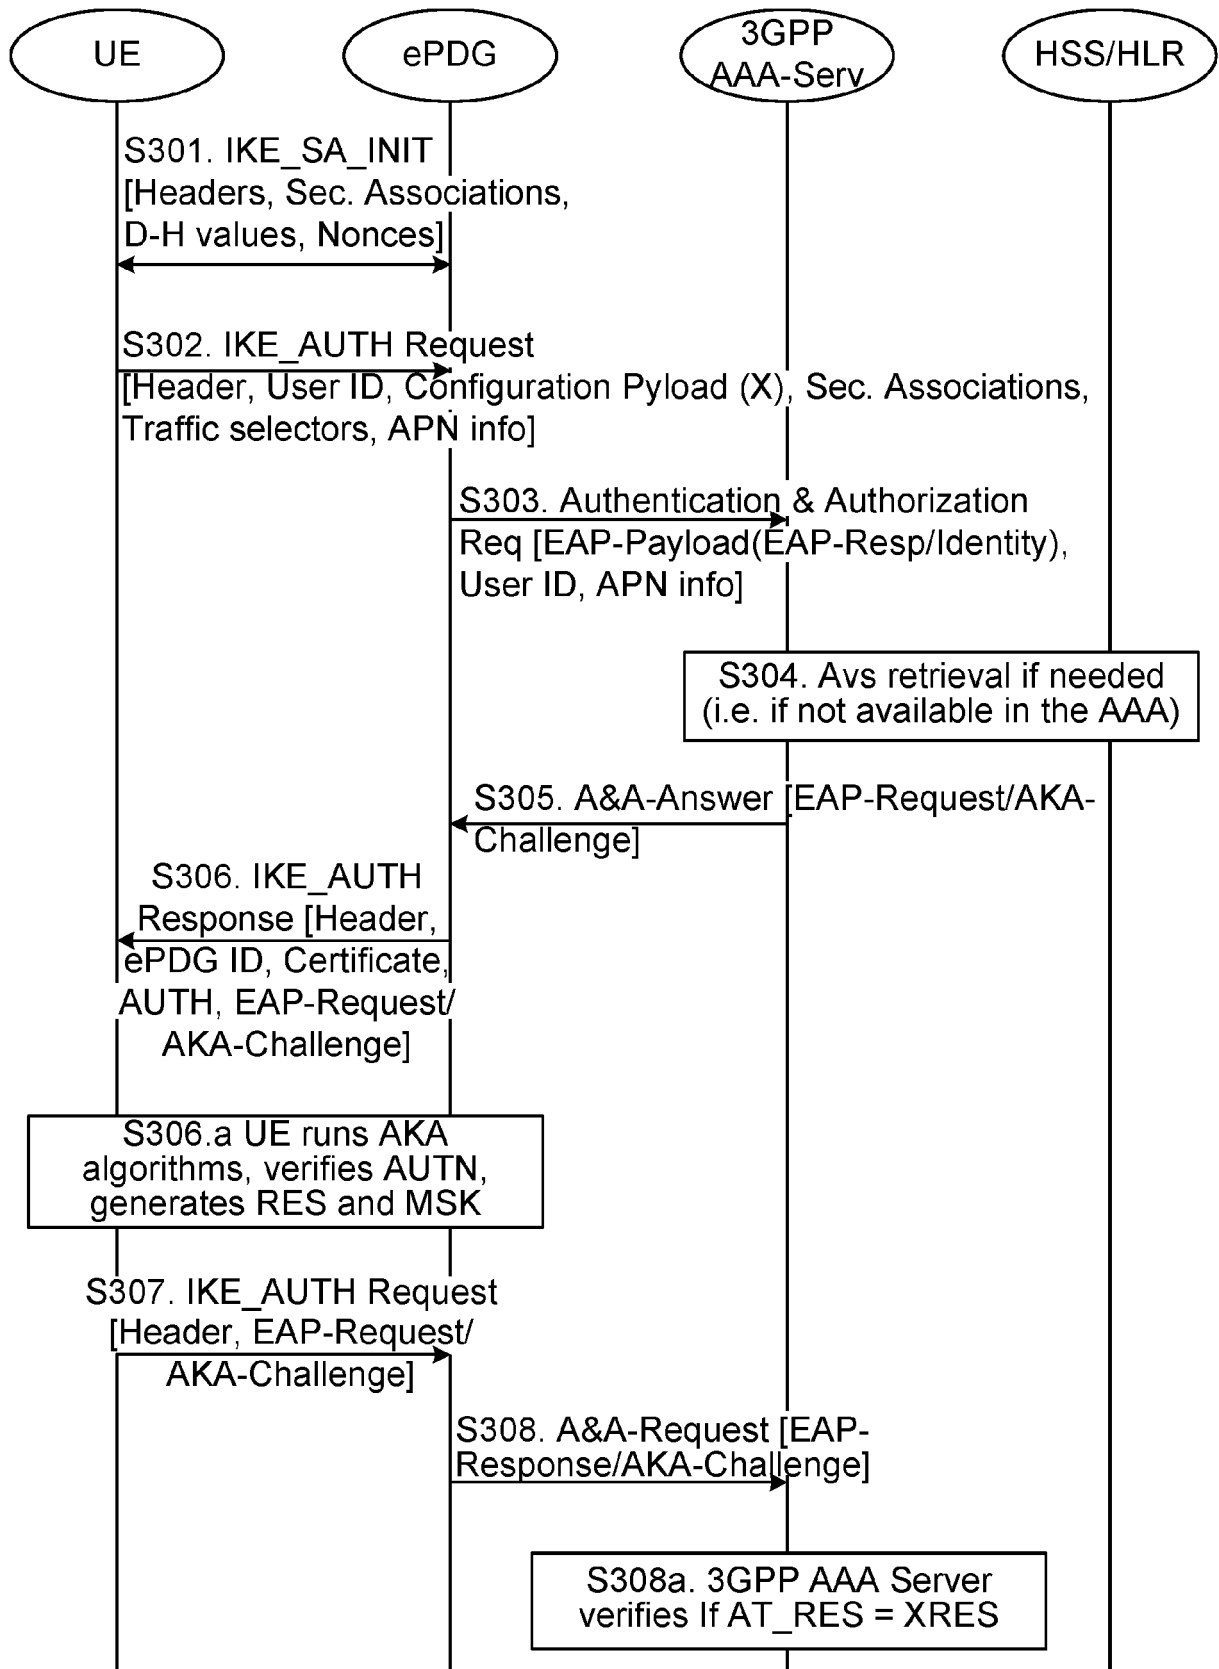 UE
ePDG
3GPP
AAA-Serv
HSS/HLR
S301. IKE_SA_INIT
[Headers, Sec. Associations,
D-H values, Nonces]
S302. IKE_AUTH Request
[Header, User ID, Configuration Pyload (X), Sec. Associations,
Traffic selectors, APN info]
S303. Authentication & Authorization
Req [EAP-Payload(EAP-Resp/Identity),
User ID, APN info]
S304. Avs retrieval if needed
(i.e. if not available in the AAA)
S305. A&A-Answer [EAP-Request/AKA-
Challenge]
S306. IKE_AUTH
Response [Header,
ePDG ID, Certificate,
AUTH, EAP-Request/
AKA-Challenge]
S306.a UE runs AKA
algorithms, verifies AUTN,
generates RES and MSK
S307. IKE_AUTH Request
[Header, EAP-Request/
AKA-Challenge]
S308. A&A-Request [EAP-
Response/AKA-Challenge]
S308a. 3GPP AAA Server
verifies If AT_RES = XRES